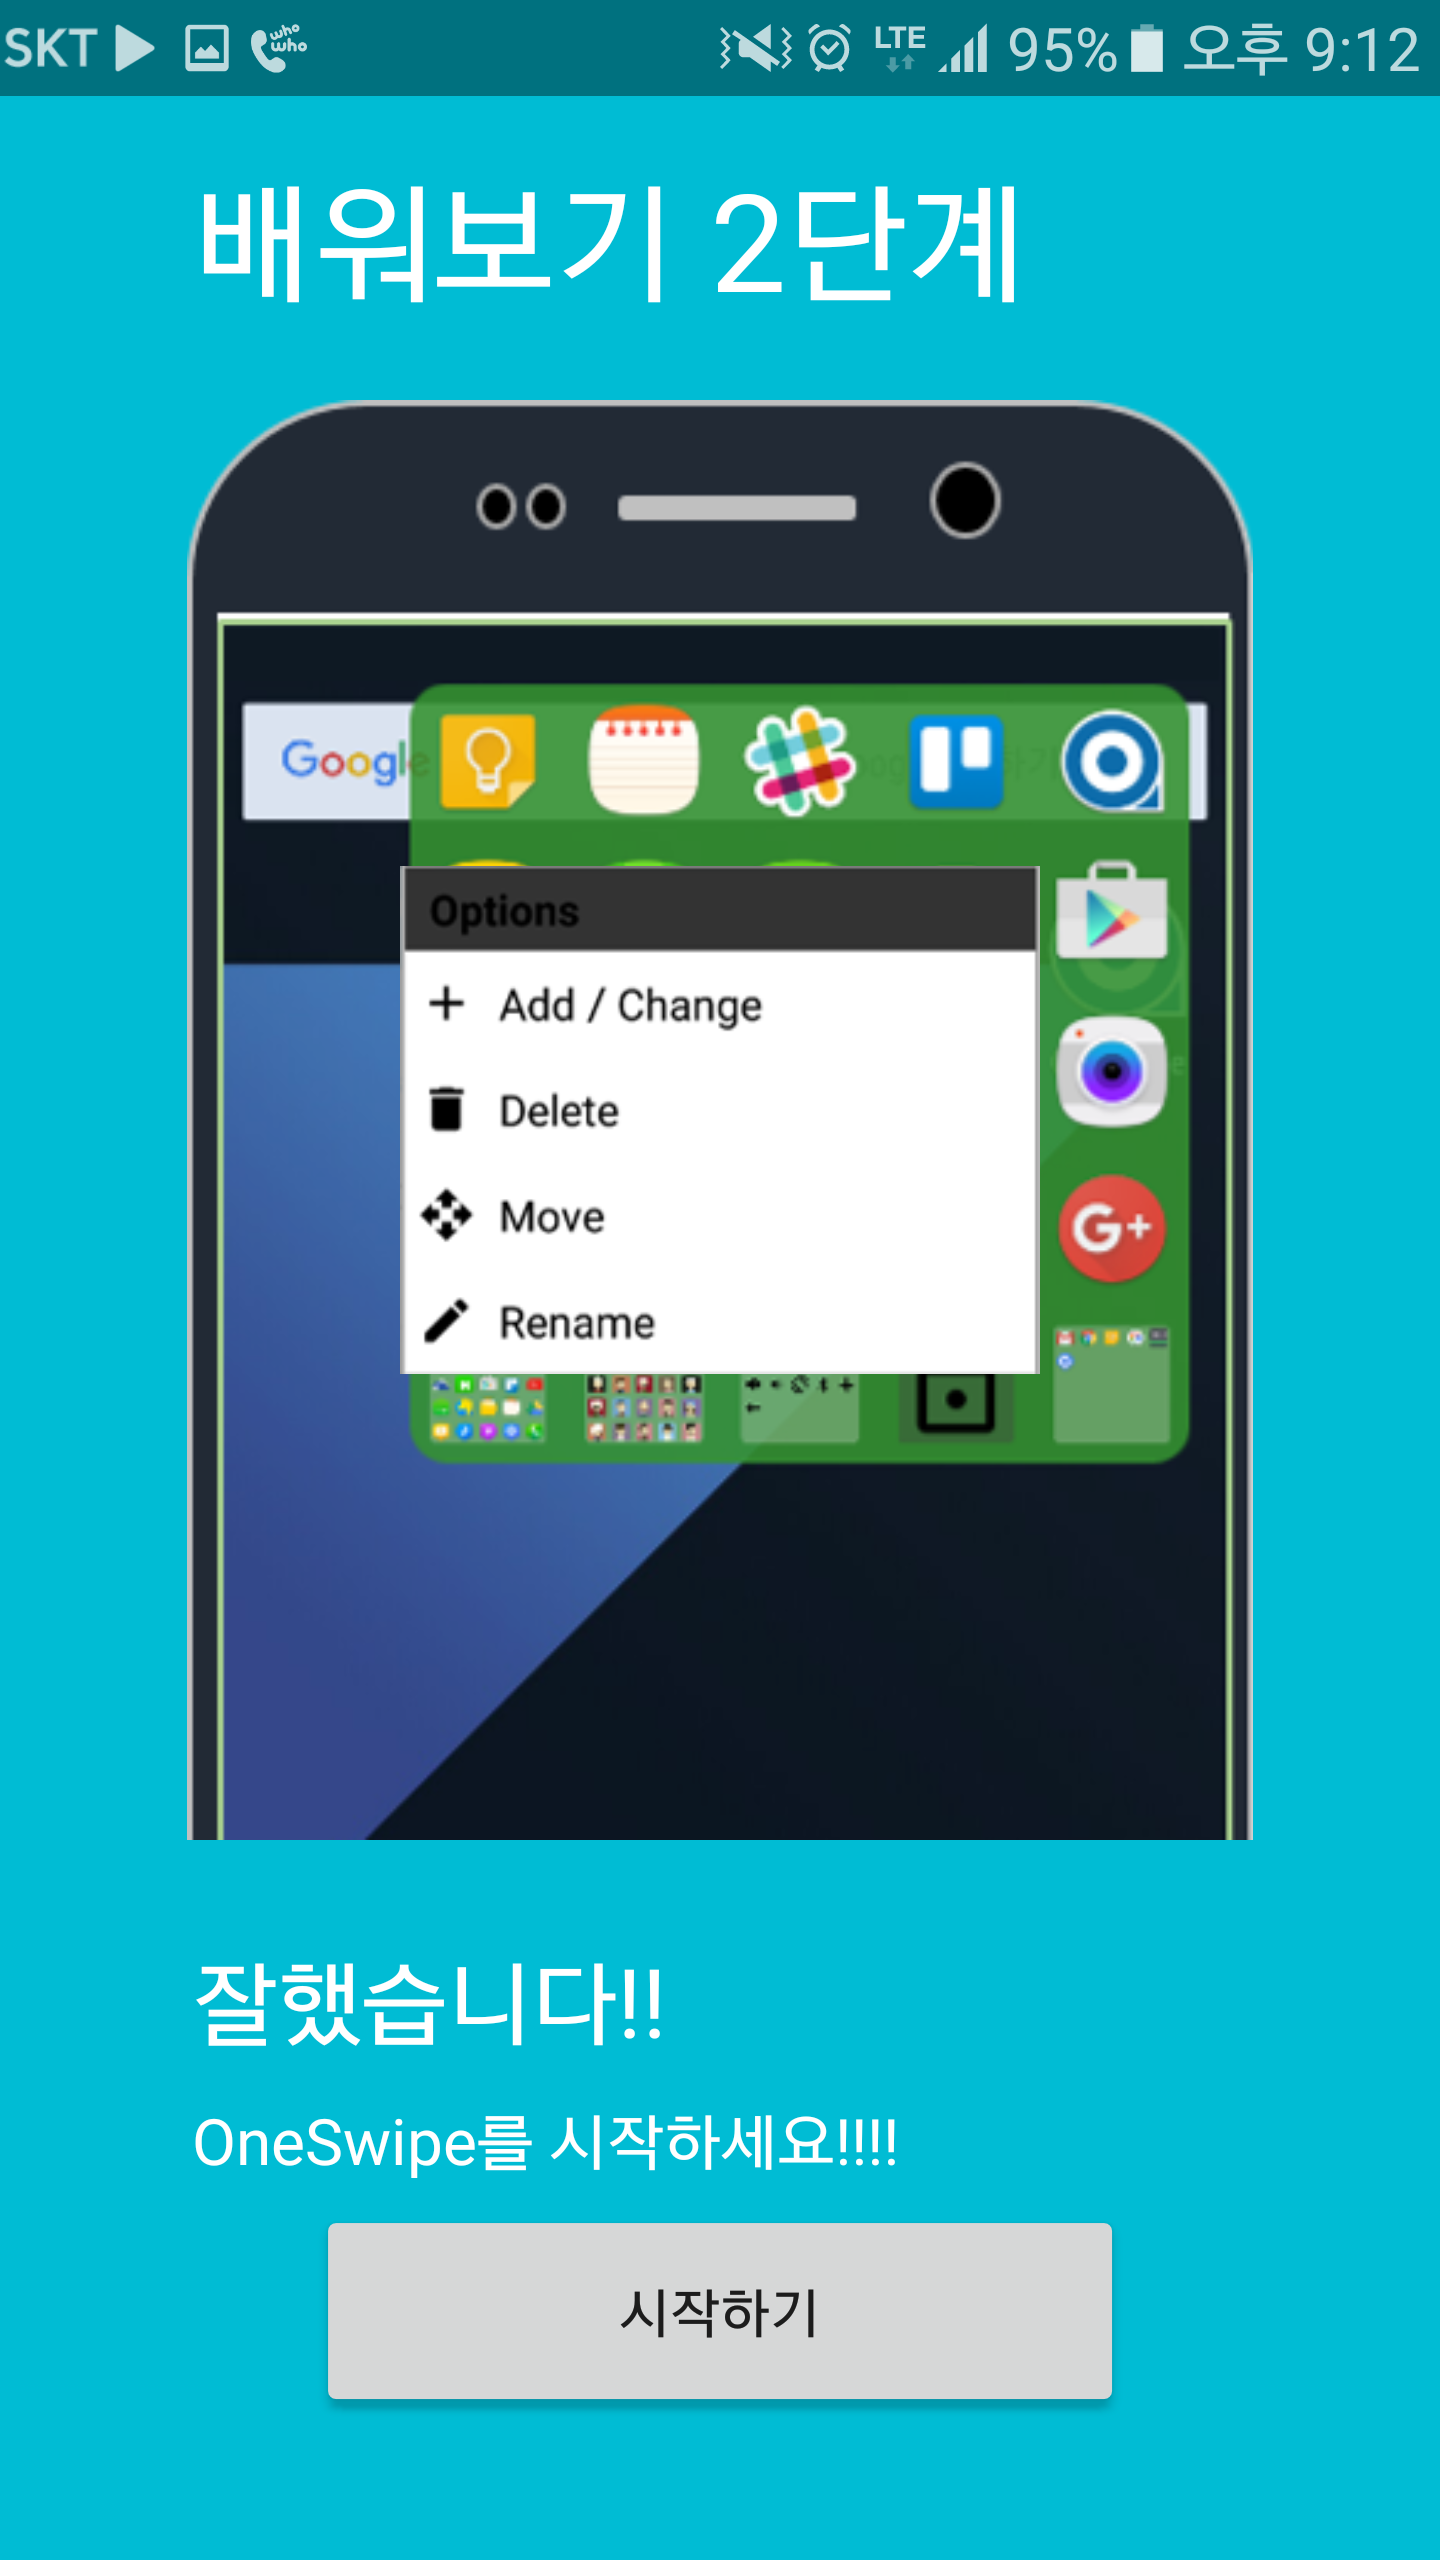 SKT who who LTE 95% 오후 9:12
배워보기 2단계
Google
Options
Add / Change
Delete
Move
Rename
G+
잘했습니다!!
OneSwipe를 시작하세요!!!!
시작하기